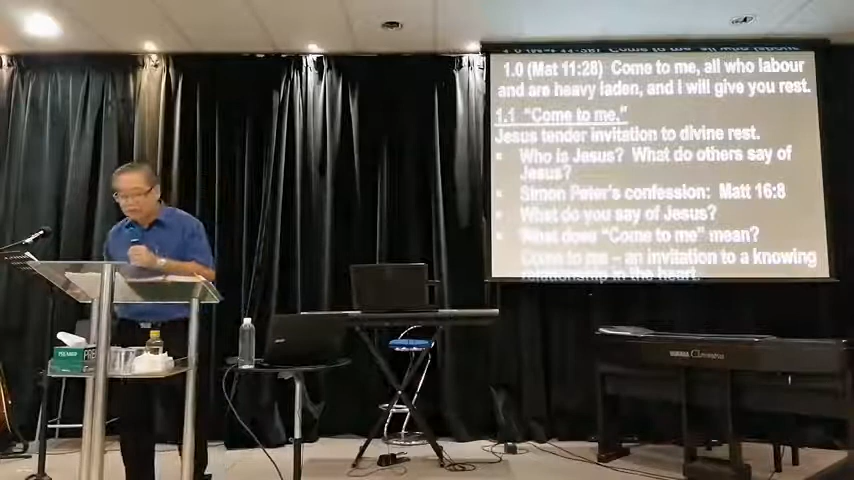 1.0 (Mat 11:28) Come to me, all who labour
and are heavy laden, and I will give you rest.
1.1 "Come to me,"
Jesus tender invitation to divine rest.
Who is Jesus? What do others say of
Jesus?
Simon Peter's confession: Matt 16:8
What do you say of Jesus?
What does "Come to me" mean?
Come to me – an invitation to a knowing
relationship in the heart.
YAMAHA Clavinova
PREMIER